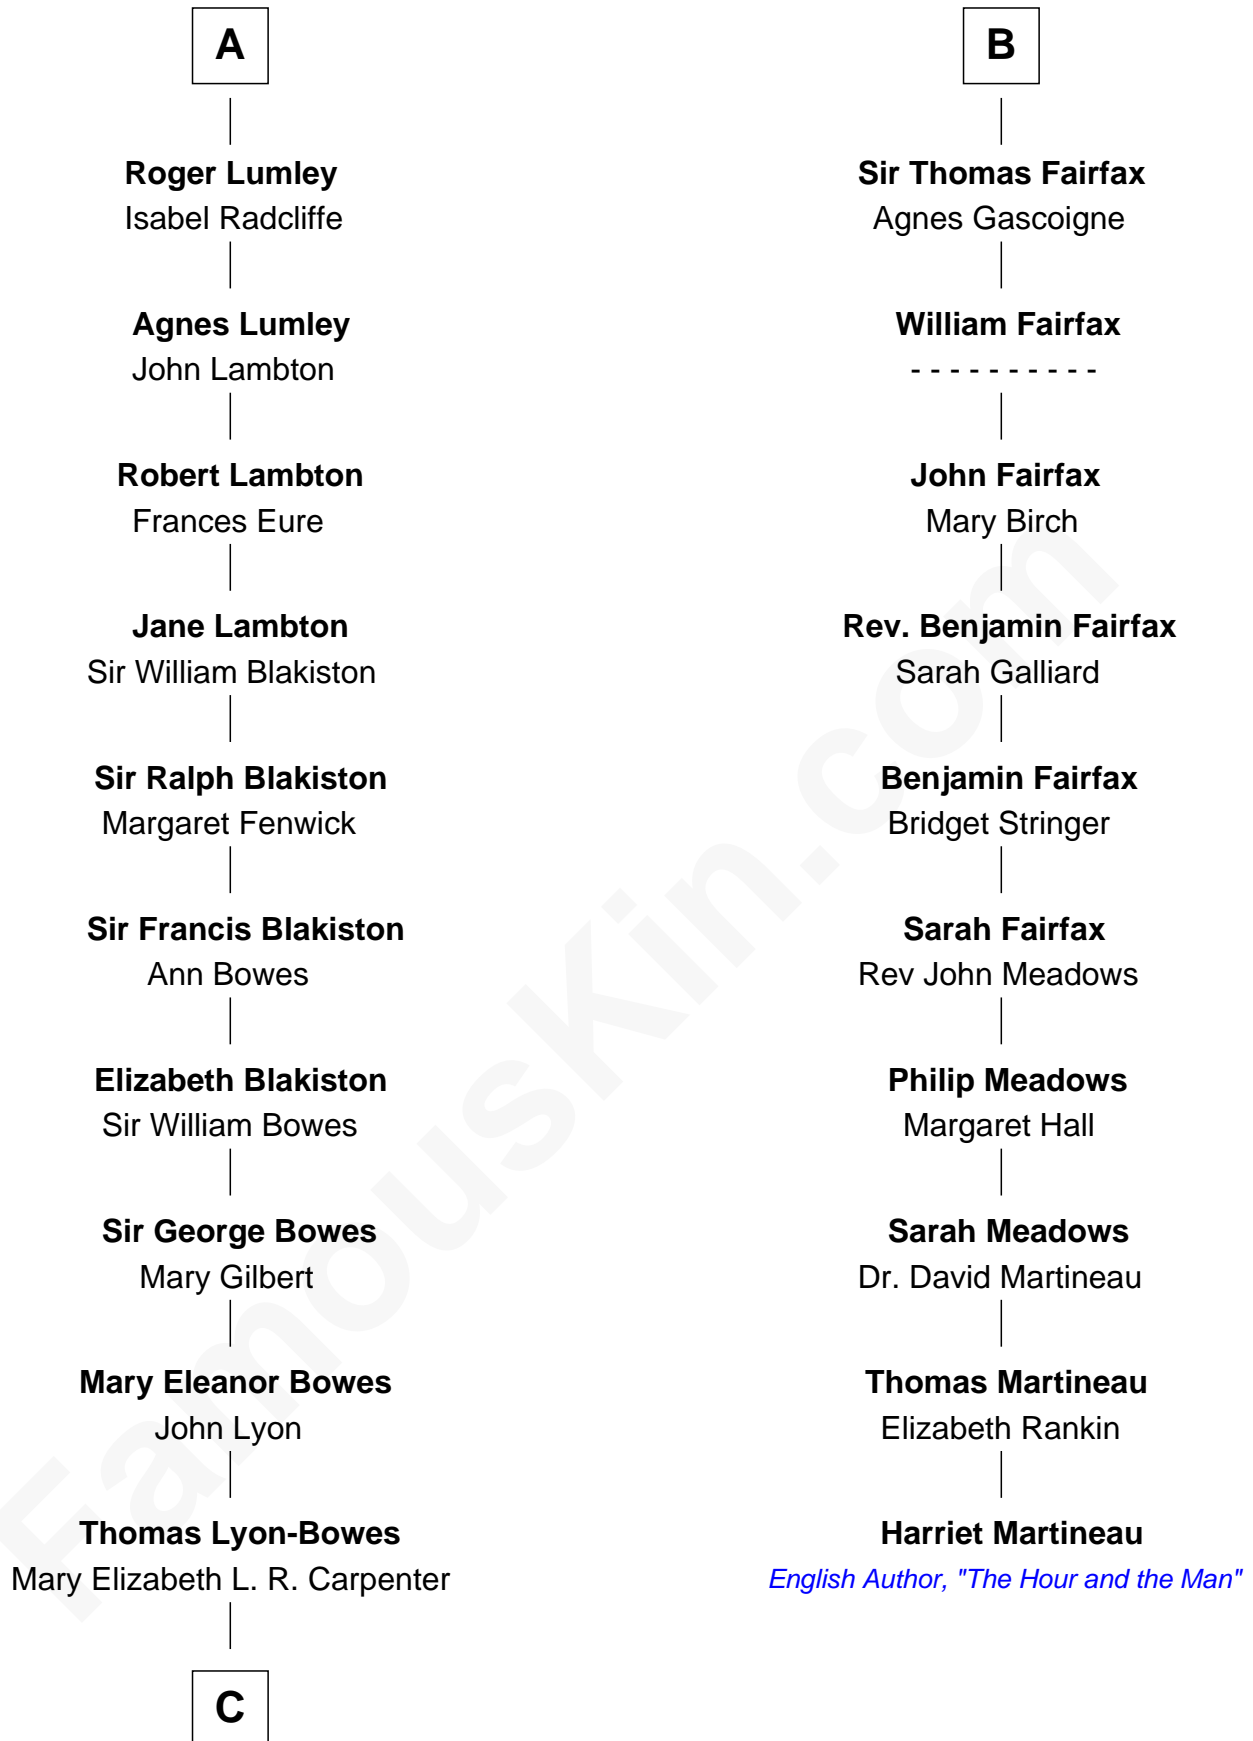 A
Roger Lumley
Isabel Radcliffe
Agnes Lumley
John Lambton
Robert Lambton
Frances Eure
Jane Lambton
Sir William Blakiston
Sir Ralph Blakiston
Margaret Fenwick
Sir Francis Blakiston
Ann Bowes
Elizabeth Blakiston
Sir William Bowes
Sir George Bowes
Mary Gilbert
Mary Eleanor Bowes
John Lyon
Thomas Lyon-Bowes
Mary Elizabeth L. R. Carpenter
C
B
Sir Thomas Fairfax
Agnes Gascoigne
William Fairfax
- - - - - - - - - -
John Fairfax
Mary Birch
Rev. Benjamin Fairfax
Sarah Galliard
Benjamin Fairfax
Bridget Stringer
Sarah Fairfax
Rev John Meadows
Philip Meadows
Margaret Hall
Sarah Meadows
Dr. David Martineau
Thomas Martineau
Elizabeth Rankin
Harriet Martineau
English Author, "The Hour and the Man"
FamousKin.com